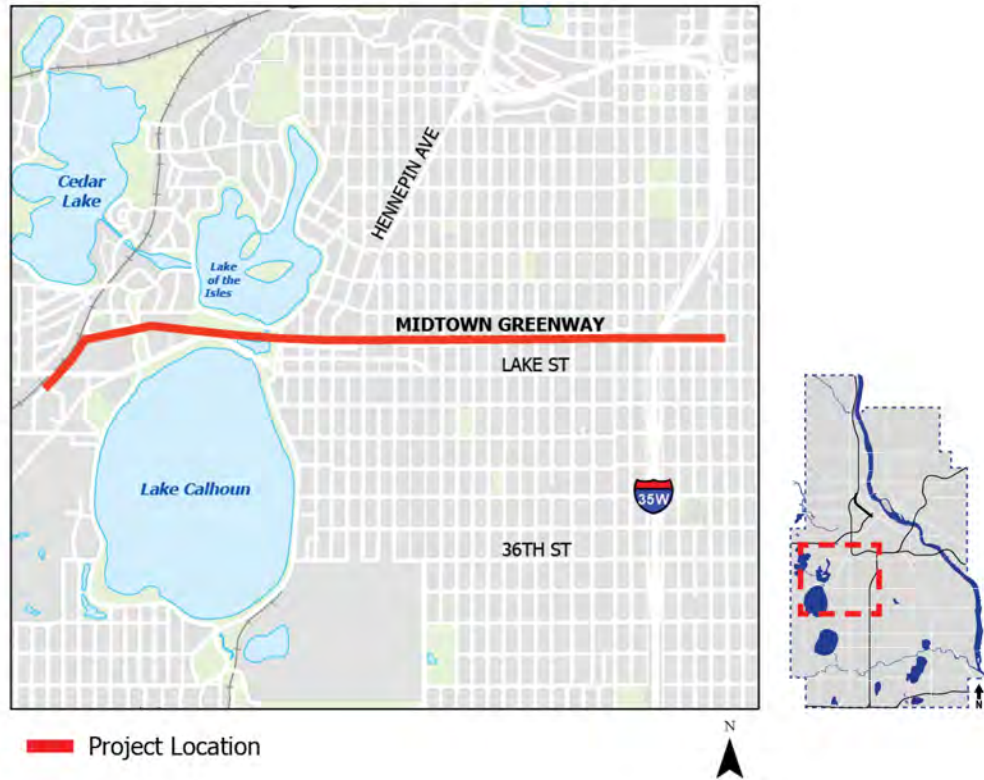 HENNEPIN AVE
Cedar
Lake
Lake
of the
Isles
MIDTOWN GREENWAY
LAKE ST
Lake Calhoun
35W
36TH ST
N
Project Location
N